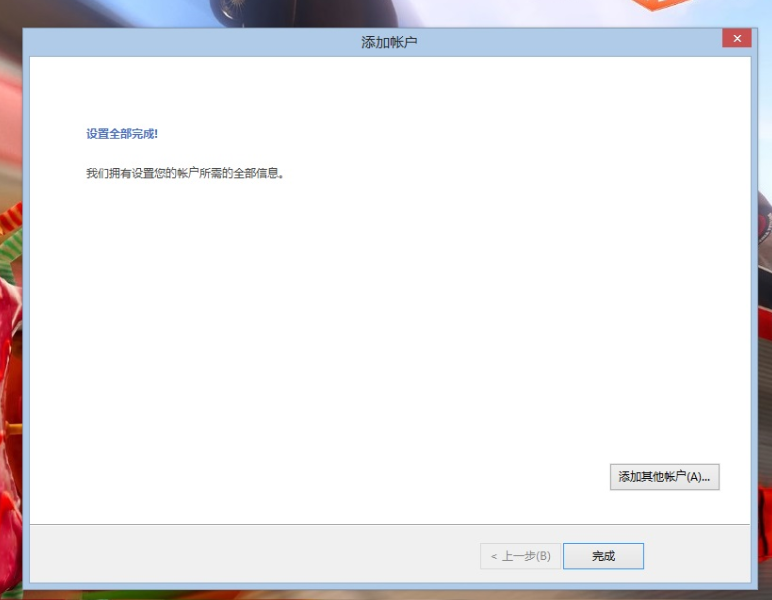 添加帐户
设置全部完成!
我们拥有设置您的帐户所需的全部信息。
添加其他帐户(A)...
< 上一步(B)
完成